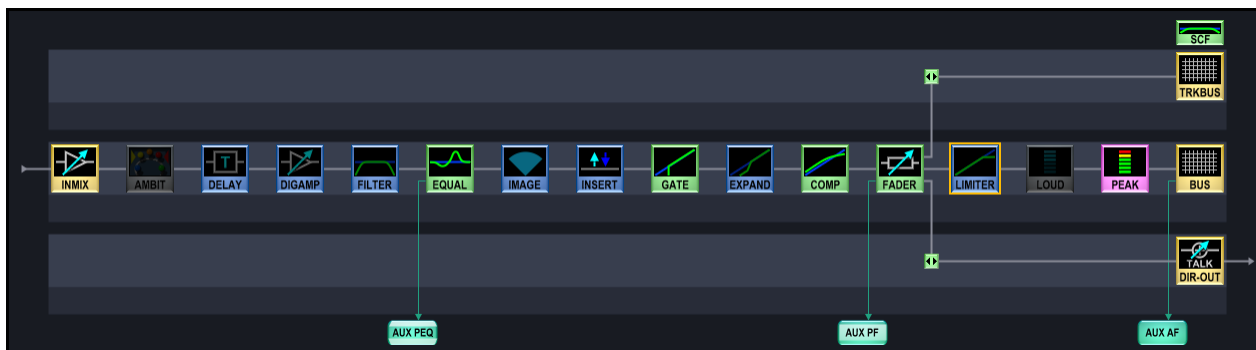 SCF
TRKBUS
INMIX
AMBIT
T
DELAY
DIGAMP
FILTER
EQUAL
IMAGE
INSERT
GATE
EXPAND
COMP
FADER
LIMITER
LOUD
PEAK
BUS
TALK
DIR-OUT
AUX PEQ
AUX PF
AUX AF